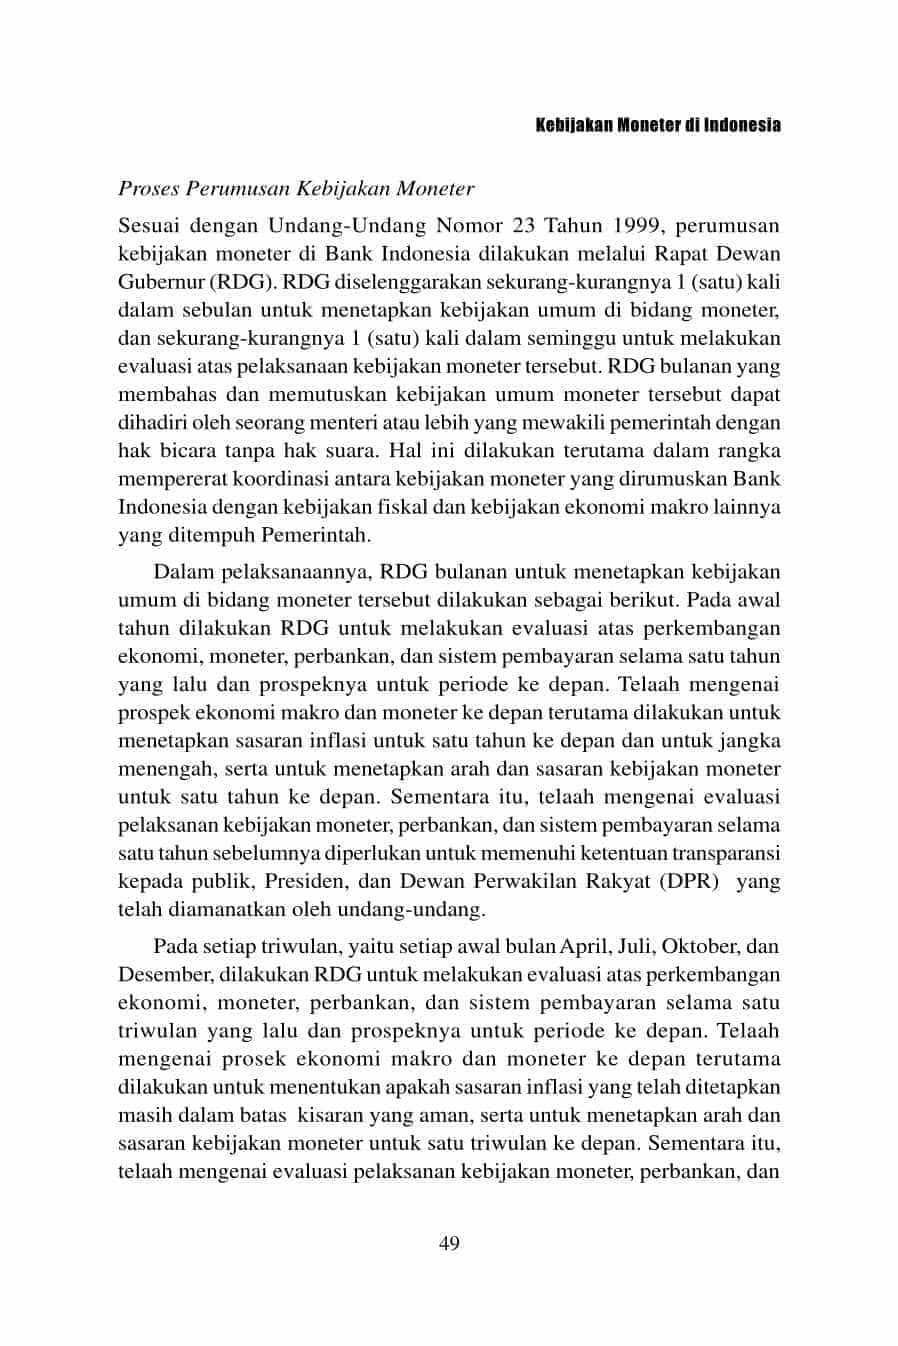 Kebijakan Moneter di Indonesia
Proses Perumusan Kebijakan Moneter
Sesuai dengan Undang-Undang Nomor 23 Tahun 1999, perumusan
kebijakan moneter di Bank Indonesia dilakukan melalui Rapat Dewan
Gubernur (RDG). RDG diselenggarakan sekurang-kurangnya 1 (satu) kali
dalam sebulan untuk menetapkan kebijakan umum di bidang moneter,
dan sekurang-kurangnya 1 (satu) kali dalam seminggu untuk melakukan
evaluasi atas pelaksanaan kebijakan moneter tersebut. RDG bulanan yang
membahas dan memutuskan kebijakan umum moneter tersebut dapat
dihadiri oleh seorang menteri atau lebih yang mewakili pemerintah dengan
hak bicara tanpa hak suara. Hal ini dilakukan terutama dalam rangka
mempererat koordinasi antara kebijakan moneter yang dirumuskan Bank
Indonesia dengan kebijakan fiskal dan kebijakan ekonomi makro lainnya
yang ditempuh Pemerintah.
Dalam pelaksanaannya, RDG bulanan untuk menetapkan kebijakan
umum di bidang moneter tersebut dilakukan sebagai berikut. Pada awal
tahun dilakukan RDG untuk melakukan evaluasi atas perkembangan
ekonomi, moneter, perbankan, dan sistem pembayaran selama satu tahun
yang lalu dan prospeknya untuk periode ke depan. Telaah mengenai
prospek ekonomi makro dan moneter ke depan terutama dilakukan untuk
menetapkan sasaran inflasi untuk satu tahun ke depan dan untuk jangka
menengah, serta untuk menetapkan arah dan sasaran kebijakan moneter
untuk satu tahun ke depan. Sementara itu, telaah mengenai evaluasi
pelaksanan kebijakan moneter, perbankan, dan sistem pembayaran selama
satu tahun sebelumnya diperlukan untuk memenuhi ketentuan transparansi
kepada publik, Presiden, dan Dewan Perwakilan Rakyat (DPR)  yang
telah diamanatkan oleh undang-undang.
Pada setiap triwulan, yaitu setiap awal bulan April, Juli, Oktober, dan
Desember, dilakukan RDG untuk melakukan evaluasi atas perkembangan
ekonomi, moneter, perbankan, dan sistem pembayaran selama satu
triwulan yang lalu dan prospeknya untuk periode ke depan. Telaah
mengenai prosek ekonomi makro dan moneter ke depan terutama
dilakukan untuk menentukan apakah sasaran inflasi yang telah ditetapkan
masih dalam batas  kisaran yang aman, serta untuk menetapkan arah dan
sasaran kebijakan moneter untuk satu triwulan ke depan. Sementara itu,
telaah mengenai evaluasi pelaksanan kebijakan moneter, perbankan, dan
49